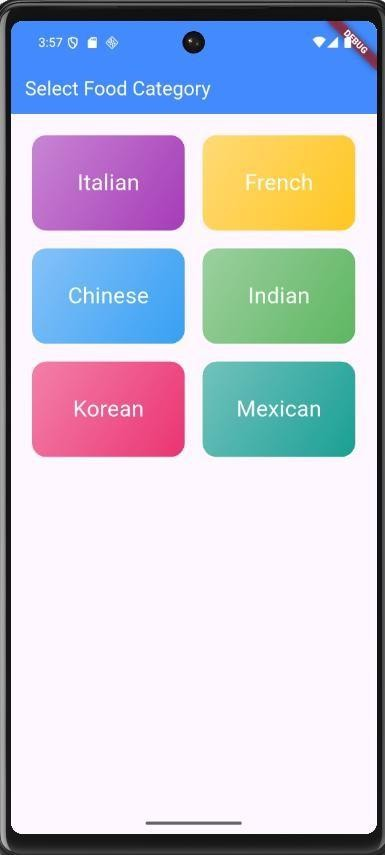 3:57
DEBUG
Select Food Category
Italian
French
Chinese
Indian
Korean
Mexican